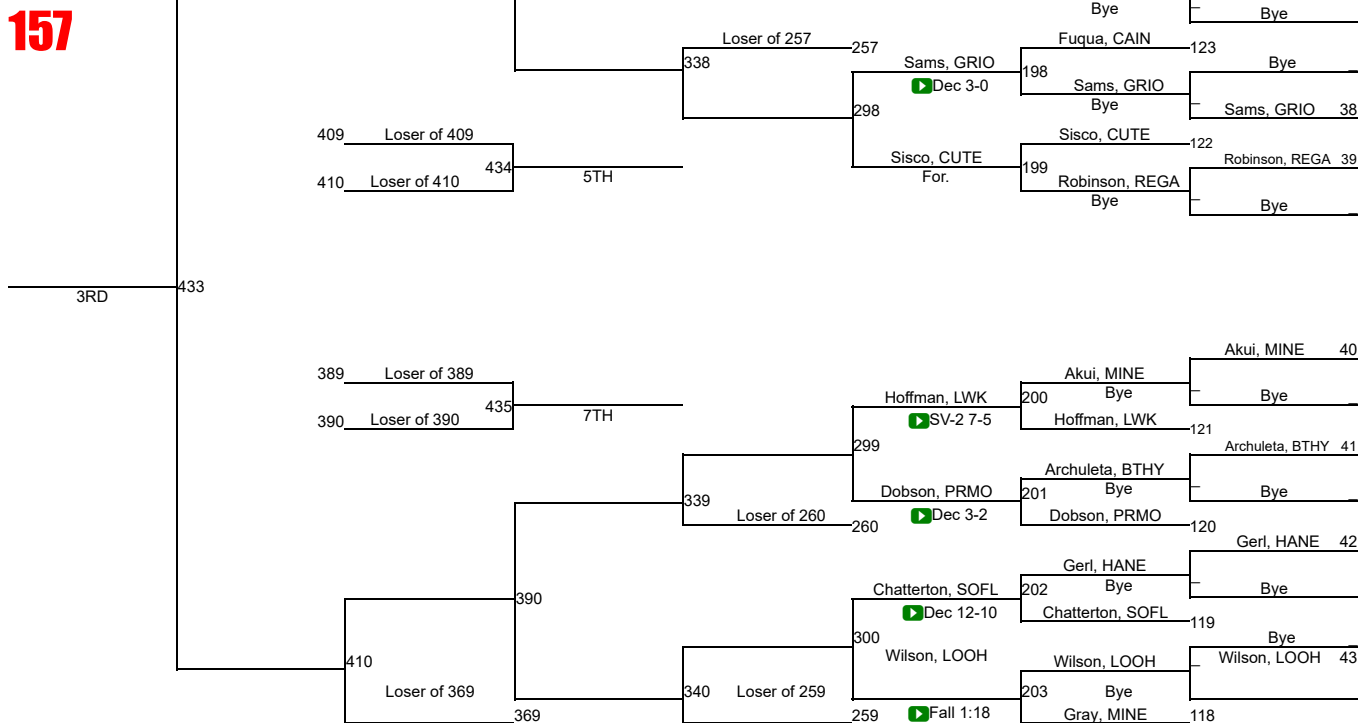 157
Bye
Bye
Loser of 257
257
Fuqua, CAIN
123
338
Sams, GRIO
198
Bye
Dec 3-0
Sams, GRIO
Bye
298
Sams, GRIO 38
409 Loser of 409
Sisco, CUTE
122
434
Sisco, CUTE
For.
199
Robinson, REGA 39
5TH
410 Loser of 410
Robinson, REGA
Bye
Bye
433
3RD
Akui, MINE 40
389 Loser of 389
Akui, MINE
Bye
435
7TH
Hoffman, LWK
200
Bye
SV-2 7-5
390 Loser of 390
Hoffman, LWK
121
299
Archuleta, BTHY 41
Archuleta, BTHY
Bye
339
Dobson, PRMO
201
Bye
Dec 3-2
Loser of 260
260
Dobson, PRMO
120
Gerl, HANE 42
Gerl, HANE
Bye
390
Chatterton, SOFL
202
Bye
Dec 12-10
Chatterton, SOFL
119
300
Bye
410
Wilson, LOOH
Wilson, LOOH
Wilson, LOOH 43
Loser of 369
340
Loser of 259
203
Bye
369
259
Fall 1:18
Gray, MINE
118